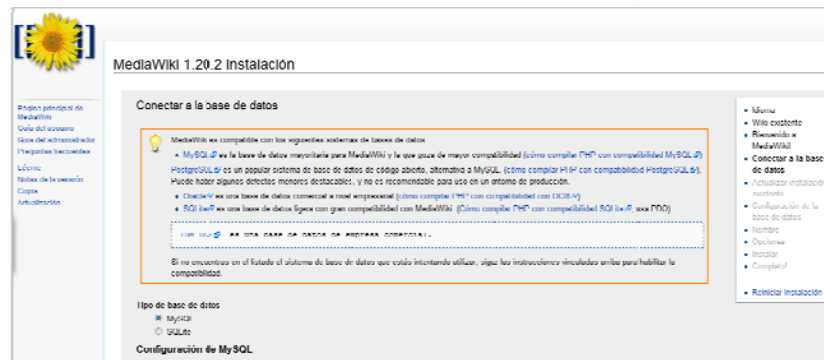 MediaWiki 1.20.2 Instalación
Página principal de
MediaWiki
Guía del usuario
Guía del administrador
Preguntas frecuentes
Léeme
Notas de la versión
Copia
Actualización
Conectar a la base de datos
MediaWiki es compatible con los siguientes sistemas de bases de datos
MySQL es la base de datos mayoritaria para MediaWiki y la que goza de mayor compatibilidad (cómo compilar PHP con compatibilidad MySQL)
PostgreSQL es un popular sistema de base de datos de código abierto, alternativa a MySQL. (cómo compilar PHP con compatibilidad PostgreSQL).
Puede haber algunos defectos menores destacables, y no es recomendable para uso en un entorno de producción.
Oracle es una base de datos comercial a nivel empresarial (cómo compilar PHP con compatibilidad con OCI8)
SQLite es una base de datos ligera con gran compatibilidad con MediaWiki. (Cómo compilar PHP con compatibilidad SQLite, usa PDO)
es una base de datos de empresa comercial.
Si no encuentras en el listado el sistema de base de datos que estás intentando utilizar, sigue las instrucciones vinculadas arriba para habilitar la
compatibilidad.
Tipo de base de datos
MySQL
SQLite
Configuración de MySQL
Idioma
Wiki existente
Bienvenido a
MediaWiki!
Conectar a la base
de datos
Actualizar instalación
existente
Configuración de la
base de datos
Nombre
Opciones
Instalar
Completo!
Reiniciar instalación